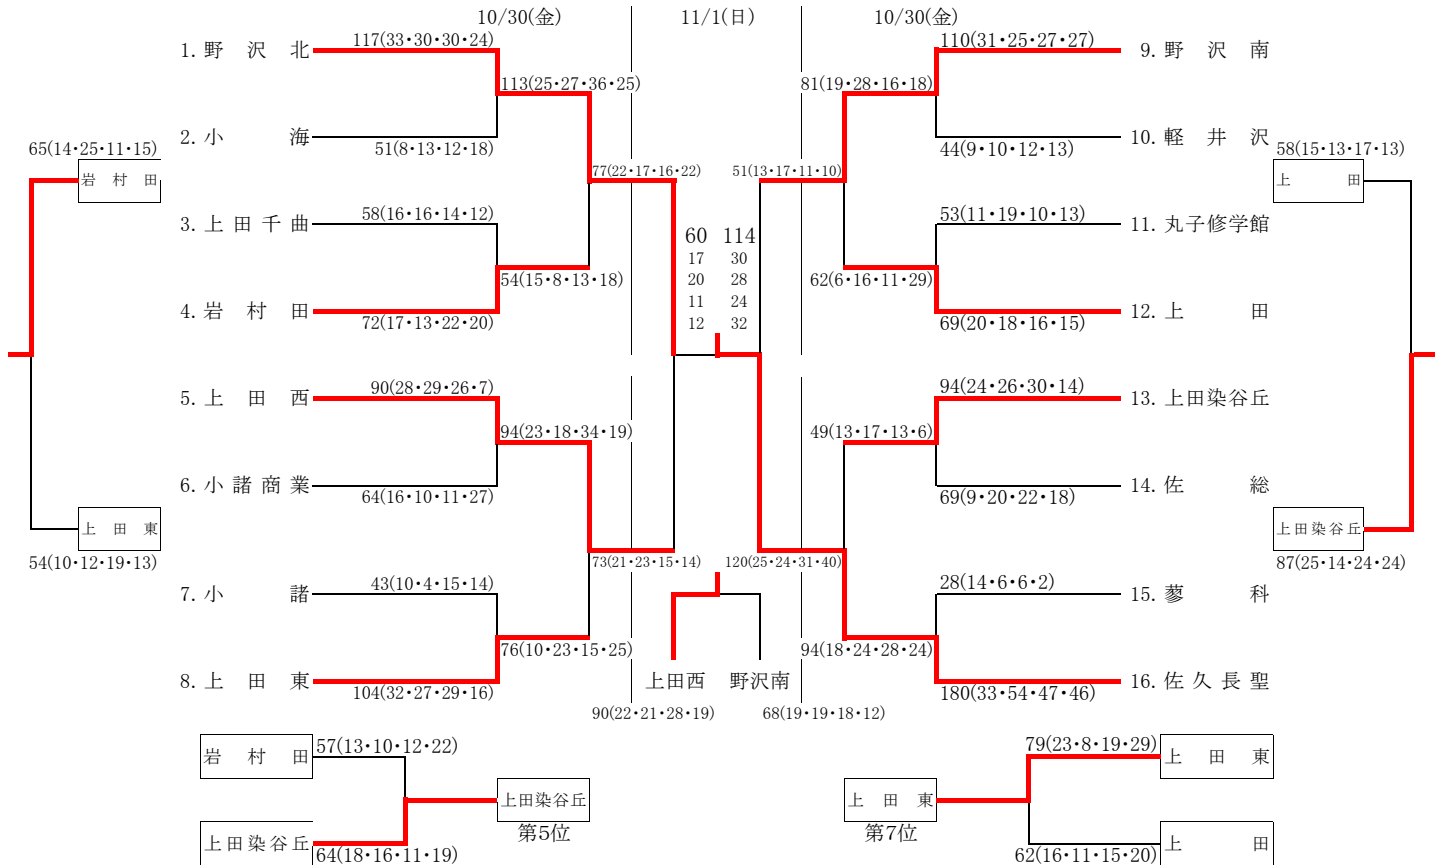 10/30(金)
11/1(日)
10/30(金)
1. 野沢北
117(33・30・30・24)
113(25・27・36・25)
2. 小海
51(8・13・12・18)
77(22・17・16・22)
3. 上田千曲
58(16・16・14・12)
54(15・8・13・18)
4. 岩村田
72(17・13・22・20)
5. 上田西
90(28・29・26・7)
94(23・18・34・19)
6. 小諸商業
64(16・10・11・27)
73(21・23・15・14)
7. 小諸
43(10・4・15・14)
76(10・23・15・25)
8. 上田東
104(32・27・29・16)
65(14・25・11・15)
岩村田
上田東
54(10・12・19・13)
60 114
17 30
20 28
11 24
12 32
110(31・25・27・27)
9. 野沢南
81(19・28・16・18)
44(9・10・12・13)
10. 軽井沢
51(13・17・11・10)
53(11・19・10・13)
11. 丸子修学館
62(6・16・11・29)
69(20・18・16・15)
12. 上田
94(24・26・30・14)
13. 上田染谷丘
49(13・17・13・6)
69(9・20・22・18)
14. 佐総
120(25・24・31・40)
28(14・6・6・2)
15. 蓼科
94(18・24・28・24)
180(33・54・47・46)
16. 佐久長聖
58(15・13・17・13)
上田
上田染谷丘
87(25・14・24・24)
上田西 野沢南
90(22・21・28・19)
68(19・19・18・12)
岩村田
57(13・10・12・22)
上田染谷丘
第5位
上田染谷丘
64(18・16・11・19)
79(23・8・19・29)
上田東
上田東
第7位
62(16・11・15・20)
上田